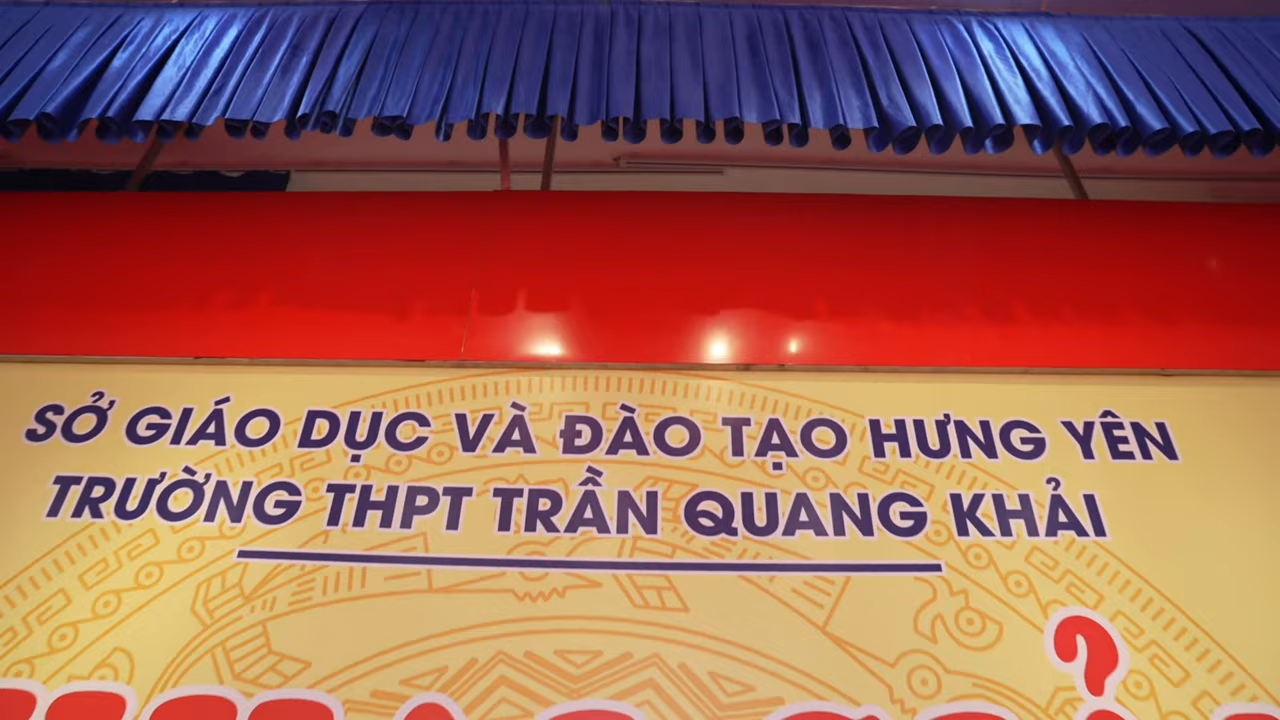 SỞ GIÁO DỤC VÀ ĐÀO TẠO HƯNG YÊN
TRƯỜNG THPT TRẦN QUANG KHẢI